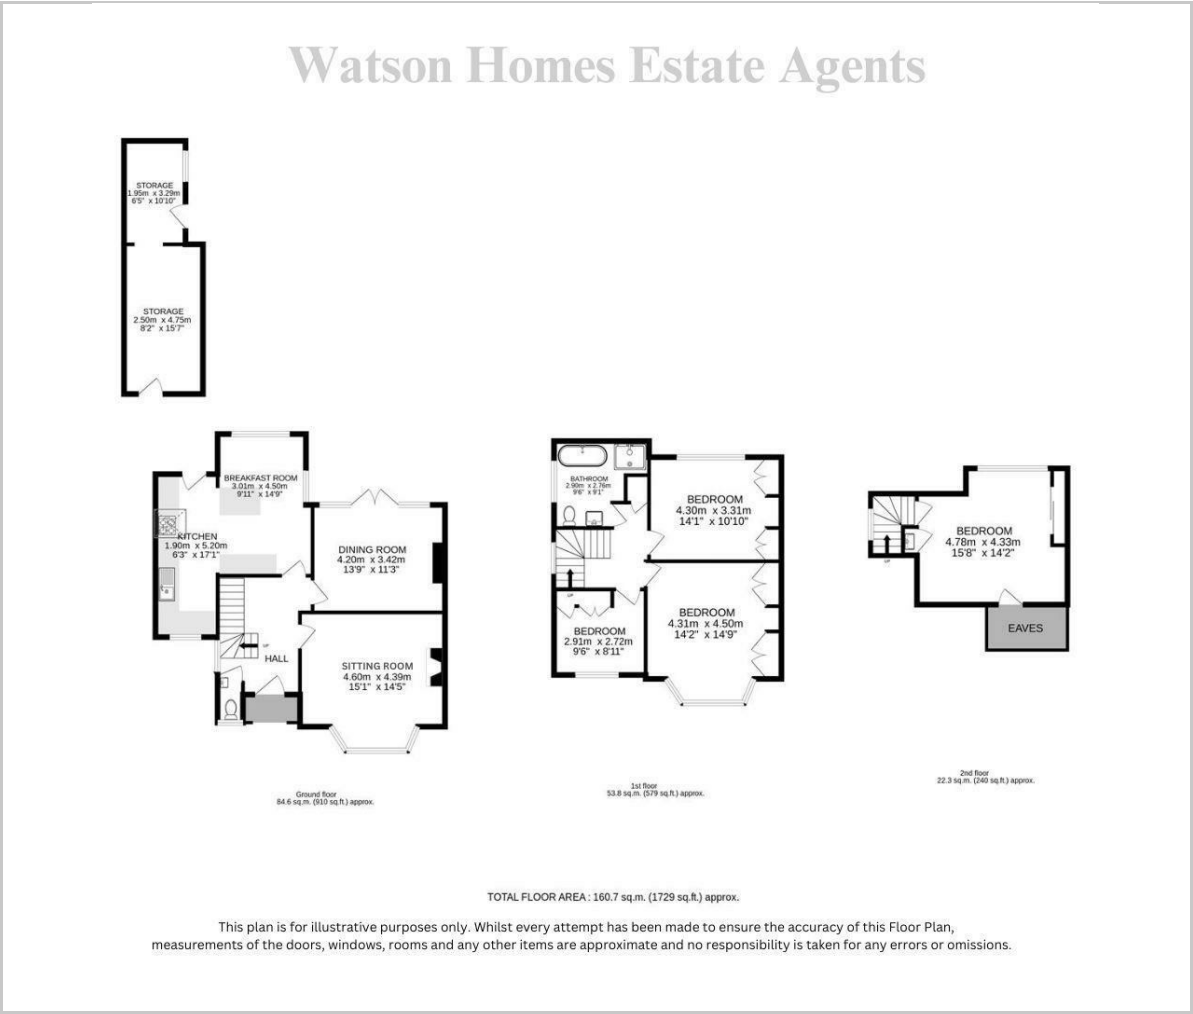 Watson Homes Estate Agents
STORAGE
1.95m x 3.29m
6'5" x 10'10"
STORAGE
2.50m x 4.75m
8'2" x 15'7"
BREAKFAST ROOM
3.01m x 4.50m
9'11" x 14'9"
KITCHEN
1.90m x 5.20m
6'3" x 17'1"
DINING ROOM
4.20m x 3.42m
13'9" x 11'3"
UP
HALL
SITTING ROOM
4.60m x 4.39m
15'1" x 14'5"
Ground floor
84.6 sq.m. (910 sq.ft.) approx.
BATHROOM
2.90m x 2.76m
9'6" x 9'1"
BEDROOM
4.30m x 3.31m
14'1" x 10'10"
UP
BEDROOM
2.91m x 2.72m
9'6" x 8'11"
BEDROOM
4.31m x 4.50m
14'2" x 14'9"
1st floor
53.8 sq.m. (579 sq.ft.) approx.
BEDROOM
4.78m x 4.33m
15'8" x 14'2"
UP
EAVES
2nd floor
22.3 sq.m. (240 sq.ft.) approx.
TOTAL FLOOR AREA : 160.7 sq.m. (1729 sq.ft.) approx.
This plan is for illustrative purposes only. Whilst every attempt has been made to ensure the accuracy of this Floor Plan,
measurements of the doors, windows, rooms and any other items are approximate and no responsibility is taken for any errors or omissions.